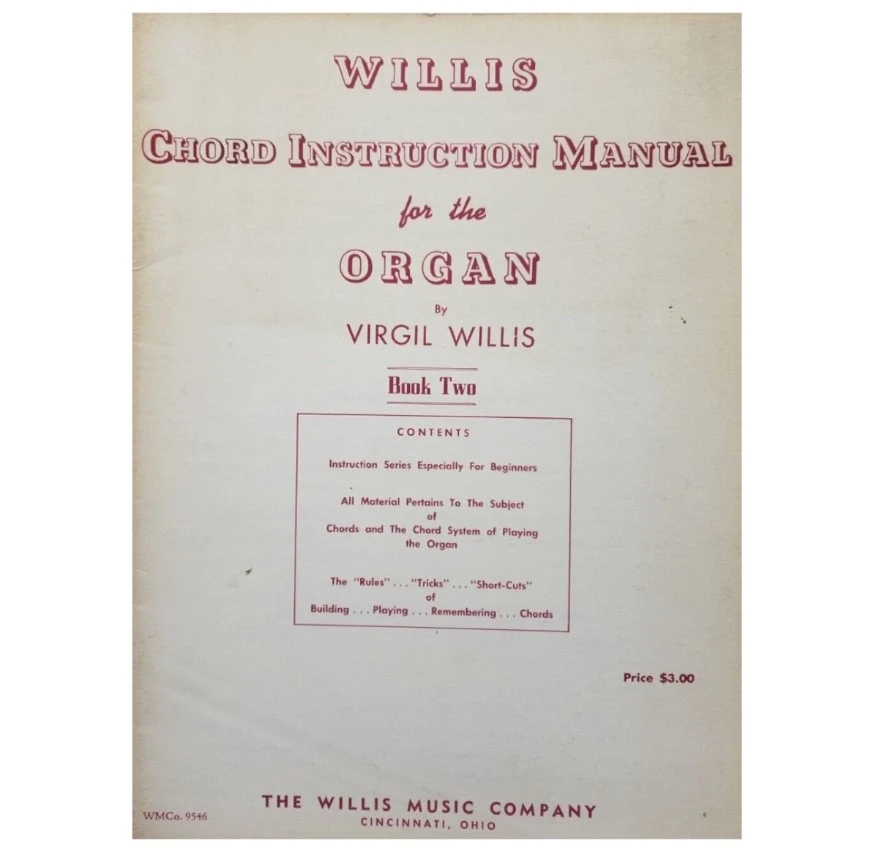 WILLIS
CHORD INSTRUCTION MANUAL
for the
ORGAN
By
VIRGIL WILLIS
Book Two
CONTENTS
Instruction Series Especially For Beginners
All Material Pertains To The Subject
of
Chords and The Chord System of Playing
the Organ
The "Rules" . . . "Tricks" . . . "Short-Cuts"
of
Building . . . Playing . . . Remembering . . . Chords
Price $3.00
THE WILLIS MUSIC COMPANY
CINCINNATI, OHIO
WMCo. 9546